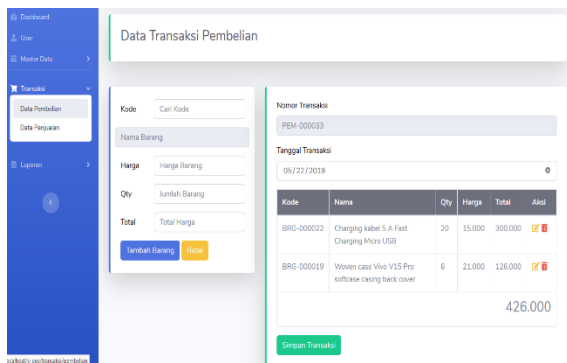 Dashboard
User
Master Data
Transaksi
Data Pembelian
Data Penjualan
Laporan
Data Transaksi Pembelian
Kode
Cari Kode
Nama Barang
Harga
Harga Barang
Qty
Jumlah Barang
Total
Total Harga
Tambah Barang
Batal
Nomor Transaksi
PEM-000033
Tanggal Transaksi
05/22/2019
Kode Nama Qty Harga Total Aksi
BRG-000022 Charging kabel 5 A Fast 20 15.000 300.000
Charging Micro USB
BRG-000019 Woven case Vivo V15 Pro 6 21.000 126.000
softcase casing back cover
426.000
Simpan Transaksi